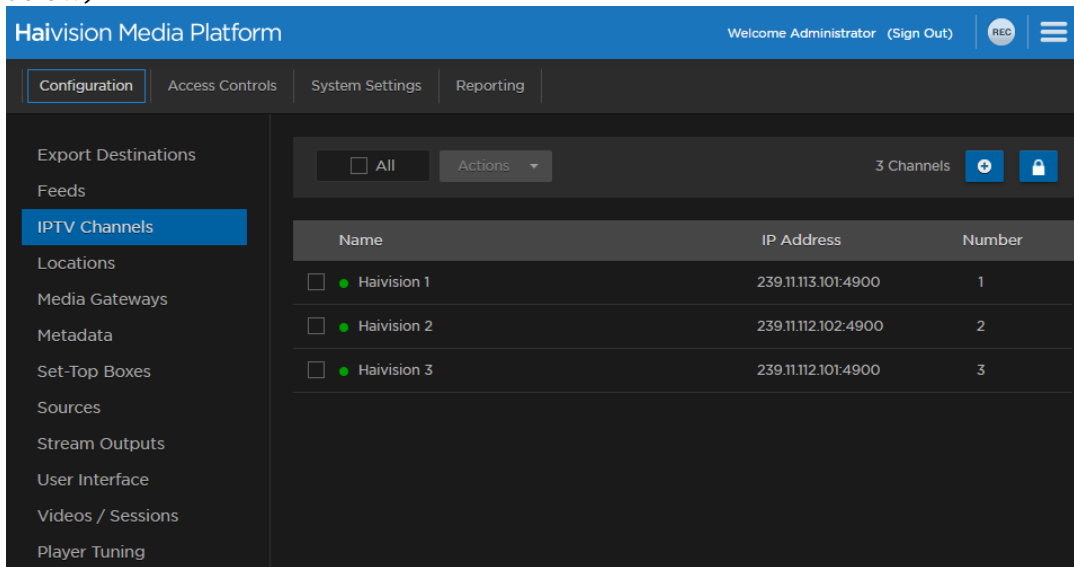 Haivision Media Platform
Welcome Administrator (Sign Out)
REC
Configuration
Access Controls
System Settings
Reporting
Export Destinations
Feeds
IPTV Channels
Locations
Media Gateways
Metadata
Set-Top Boxes
Sources
Stream Outputs
User Interface
Videos / Sessions
Player Tuning
All
Actions
3 Channels
Name IP Address Number
Haivision 1 239.11.113.101:4900 1
Haivision 2 239.11.112.102:4900 2
Haivision 3 239.11.112.101:4900 3